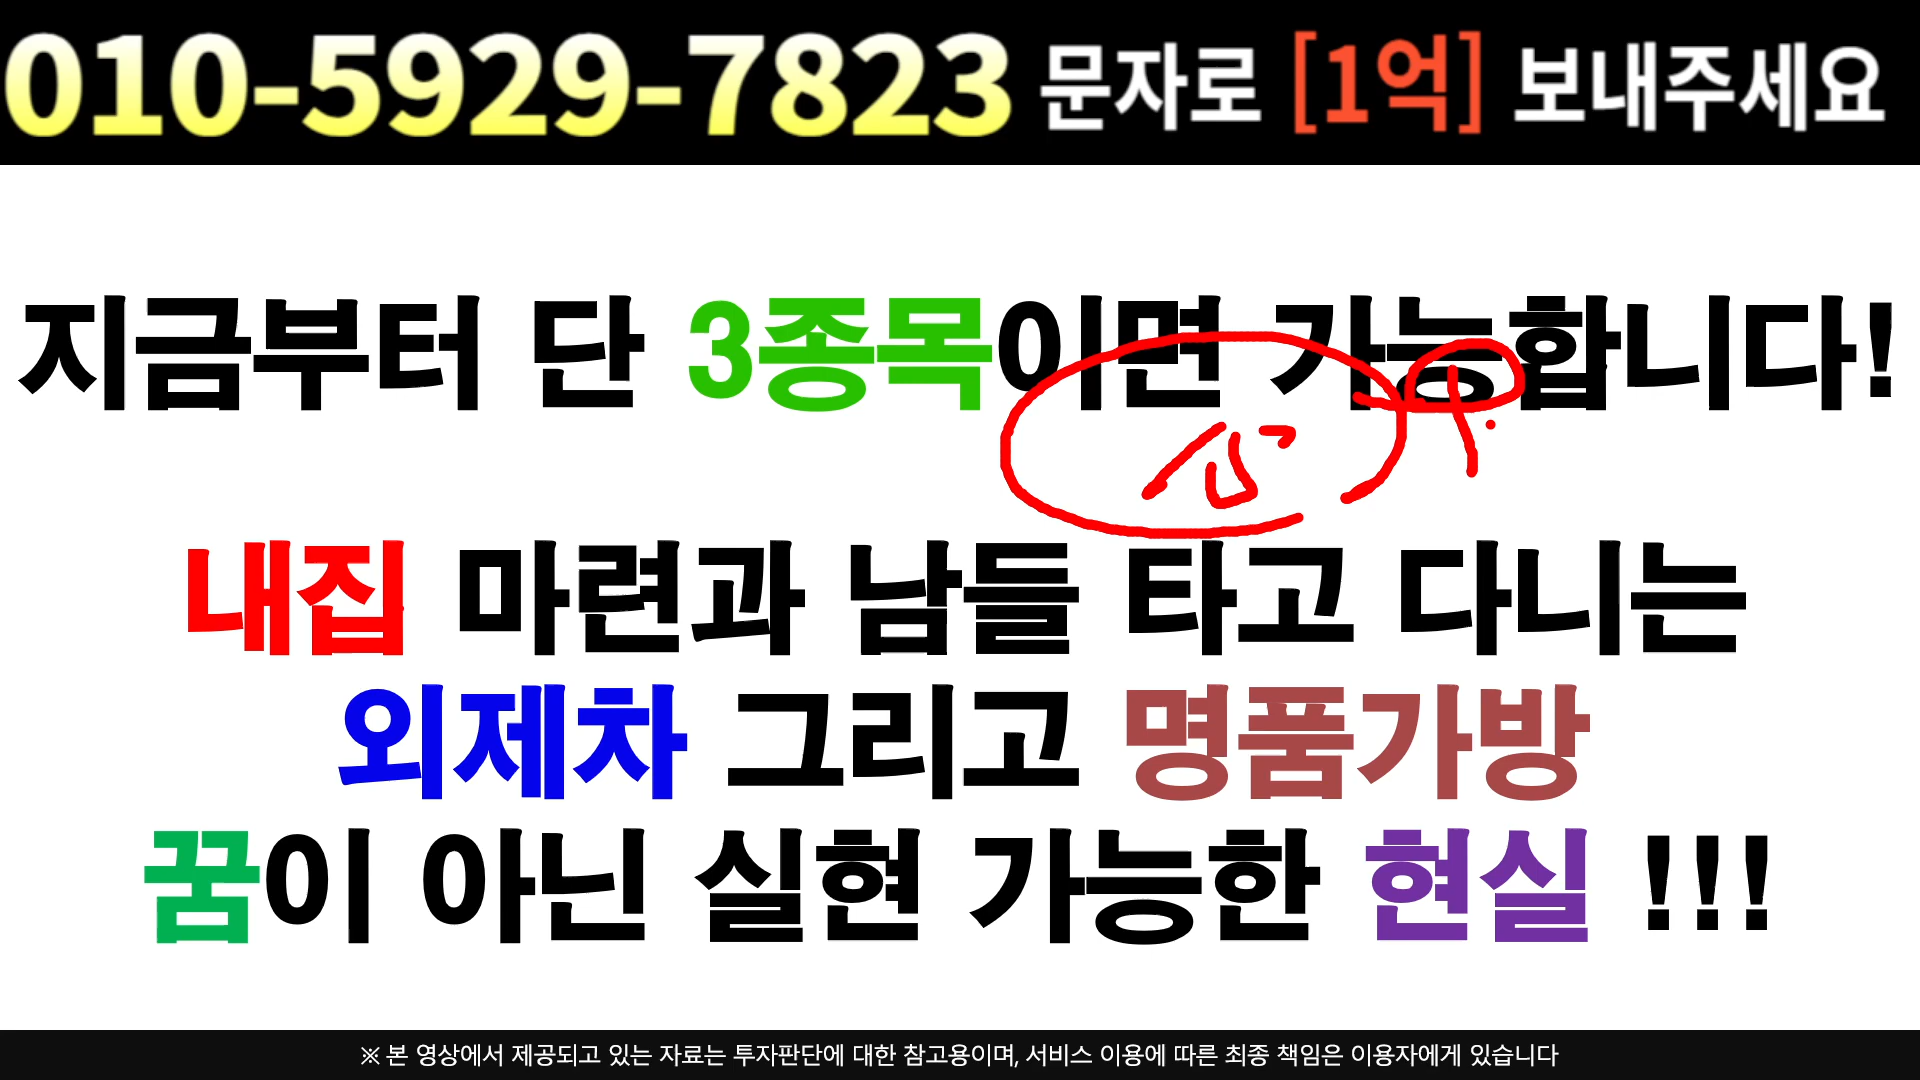 010-5929-7823 문자로 [1억] 보내주세요
지금부터 단 3종목이면 가능합니다!
내집 마련과 남들 타고 다니는
외제차 그리고 명품가방
꿈이 아닌 실현 가능한 현실 !!!
※ 본 영상에서 제공되고 있는 자료는 투자판단에 대한 참고용이며, 서비스 이용에 따른 최종 책임은 이용자에게 있습니다